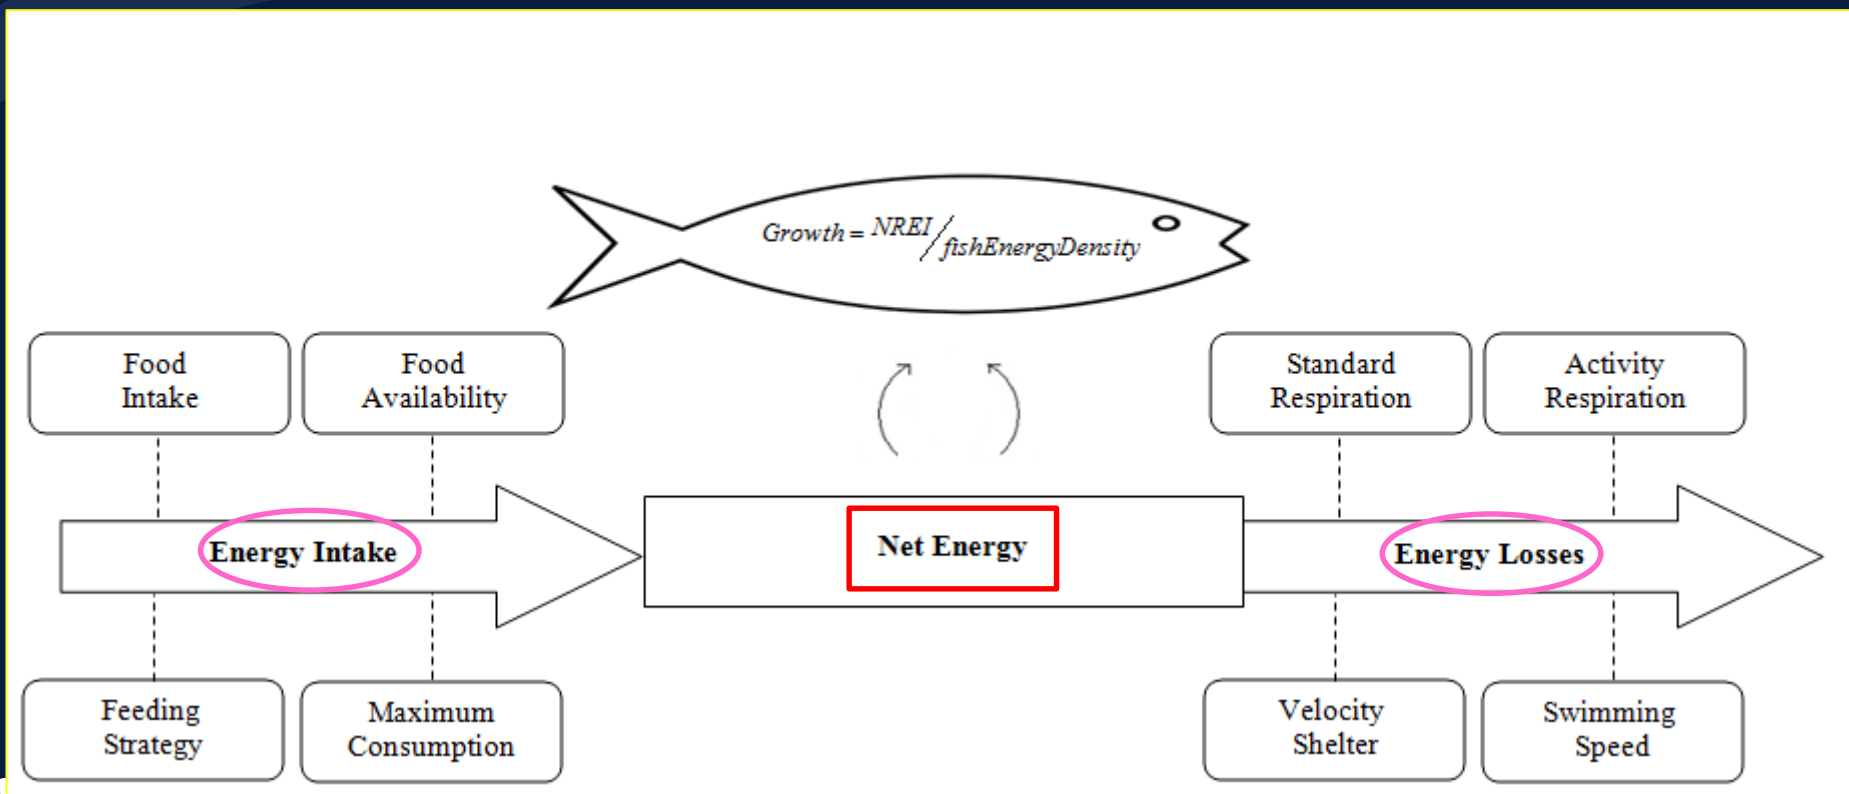 Growth = NREI/fishEnergyDensity
Food
Intake
Food
Availability
Standard
Respiration
Activity
Respiration
Energy Intake
Net Energy
Energy Losses
Feeding
Strategy
Maximum
Consumption
Velocity
Shelter
Swimming
Speed